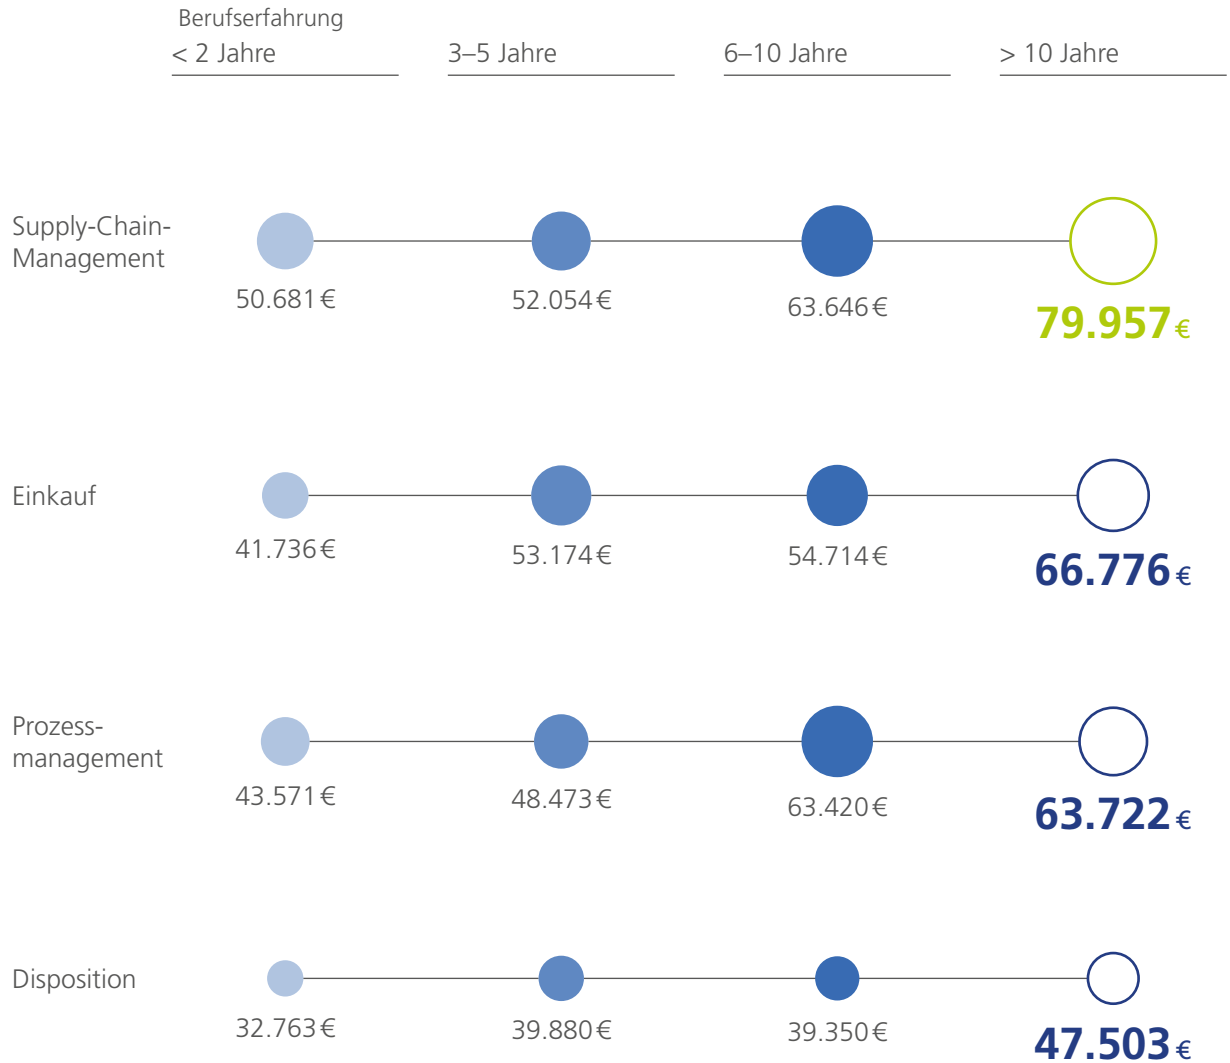 Berufserfahrung
< 2 Jahre 3–5 Jahre 6–10 Jahre > 10 Jahre
Supply-Chain-
Management
50.681 € 52.054 € 63.646 € 79.957 €
Einkauf
41.736 € 53.174 € 54.714 € 66.776 €
Prozess-
management
43.571 € 48.473 € 63.420 € 63.722 €
Disposition
32.763 € 39.880 € 39.350 € 47.503 €